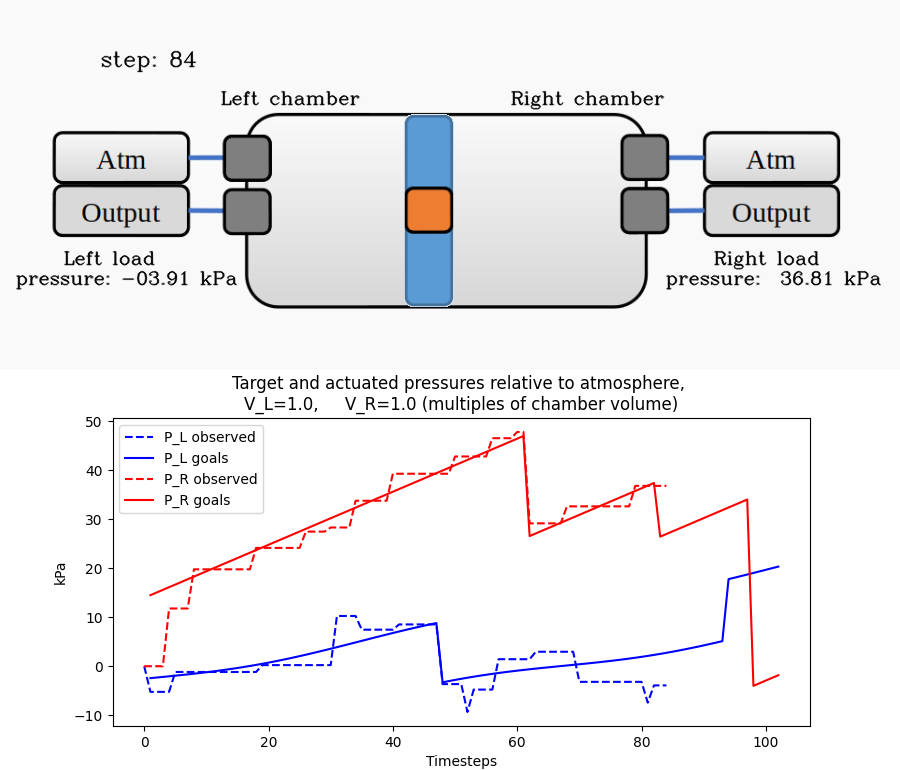 step: 84
Left chamber
Right chamber
Atm
Atm
Output
Output
Left load
pressure: −03.91 kPa
Right load
pressure: 36.81 kPa
Target and actuated pressures relative to atmosphere,
V_L=1.0, V_R=1.0 (multiples of chamber volume)
P_L observed
P_L goals
P_R observed
P_R goals
50
40
30
20
10
0
−10
kPa
0 20 40 60 80 100
Timesteps